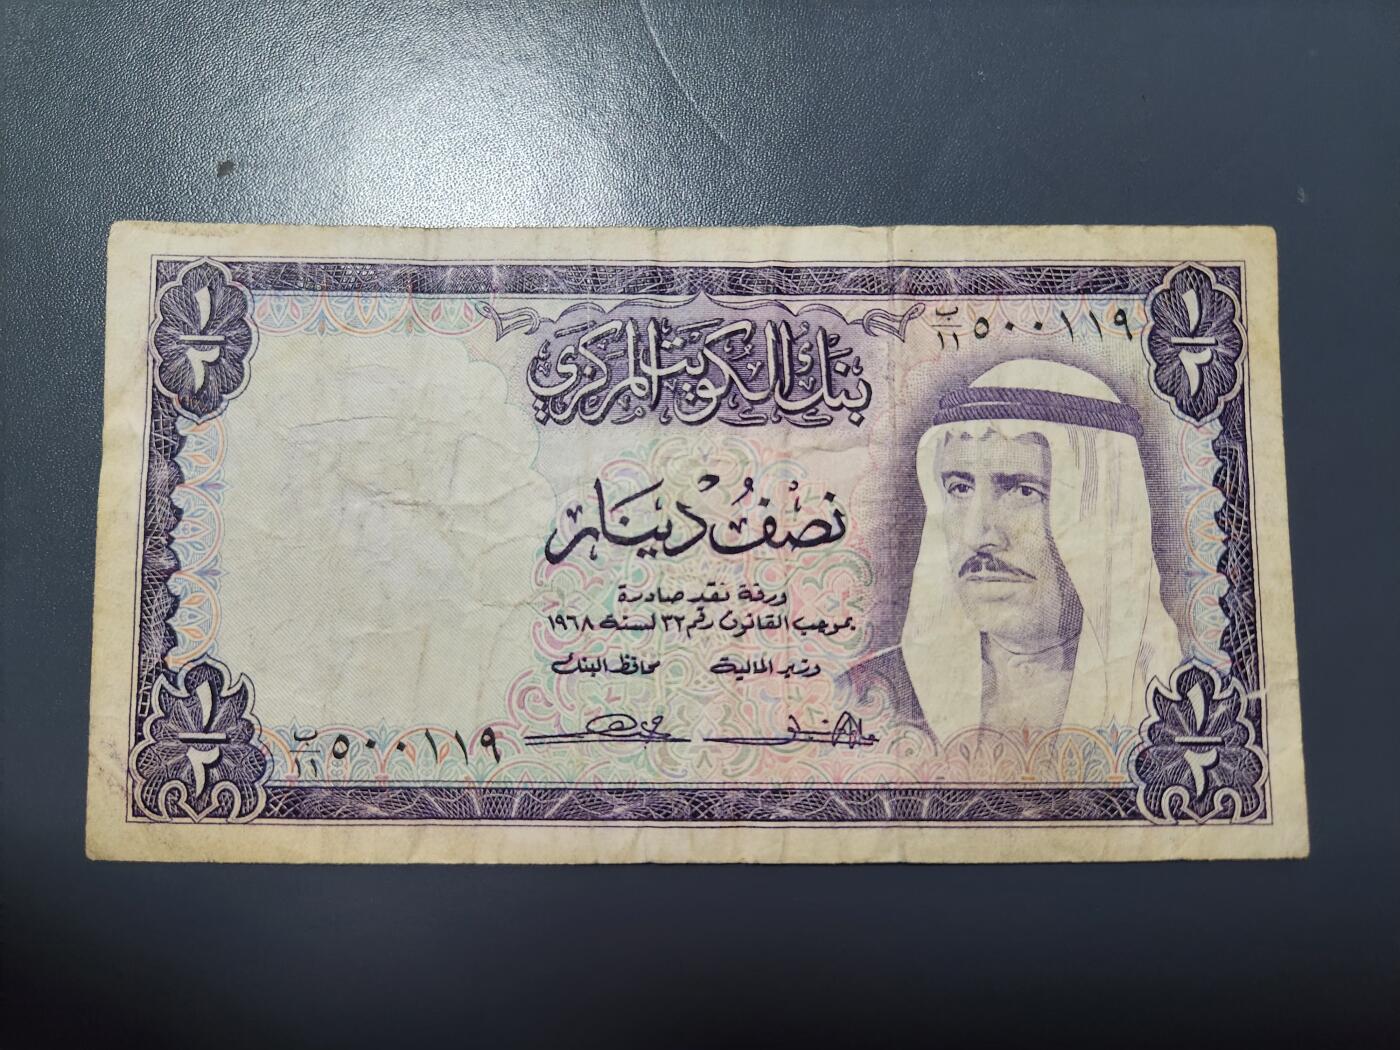 ١/٢
١/٢
بنك الكويت المركزي
ب/١١ ٥٠٠١١٩
نصف دينار
ورقة نقد صادرة
بموجب القانون رقم ٣٢ لسنة ١٩٦٨
وزير المالية محافظ البنك
ب/١١ ٥٠٠١١٩
١/٢
١/٢